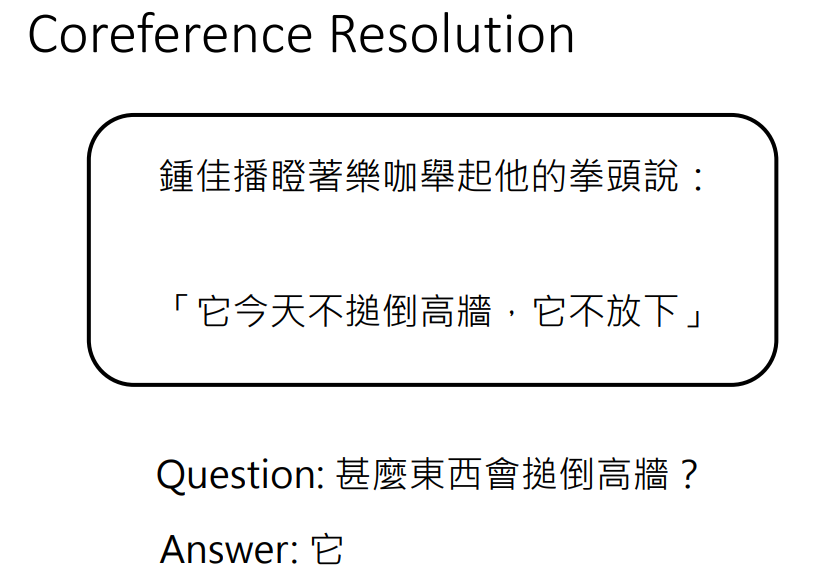 Coreference Resolution
鍾佳播瞪著樂咖舉起他的拳頭說：
「它今天不搥倒高牆，它不放下」
Question: 甚麼東西會搥倒高牆？
Answer: 它